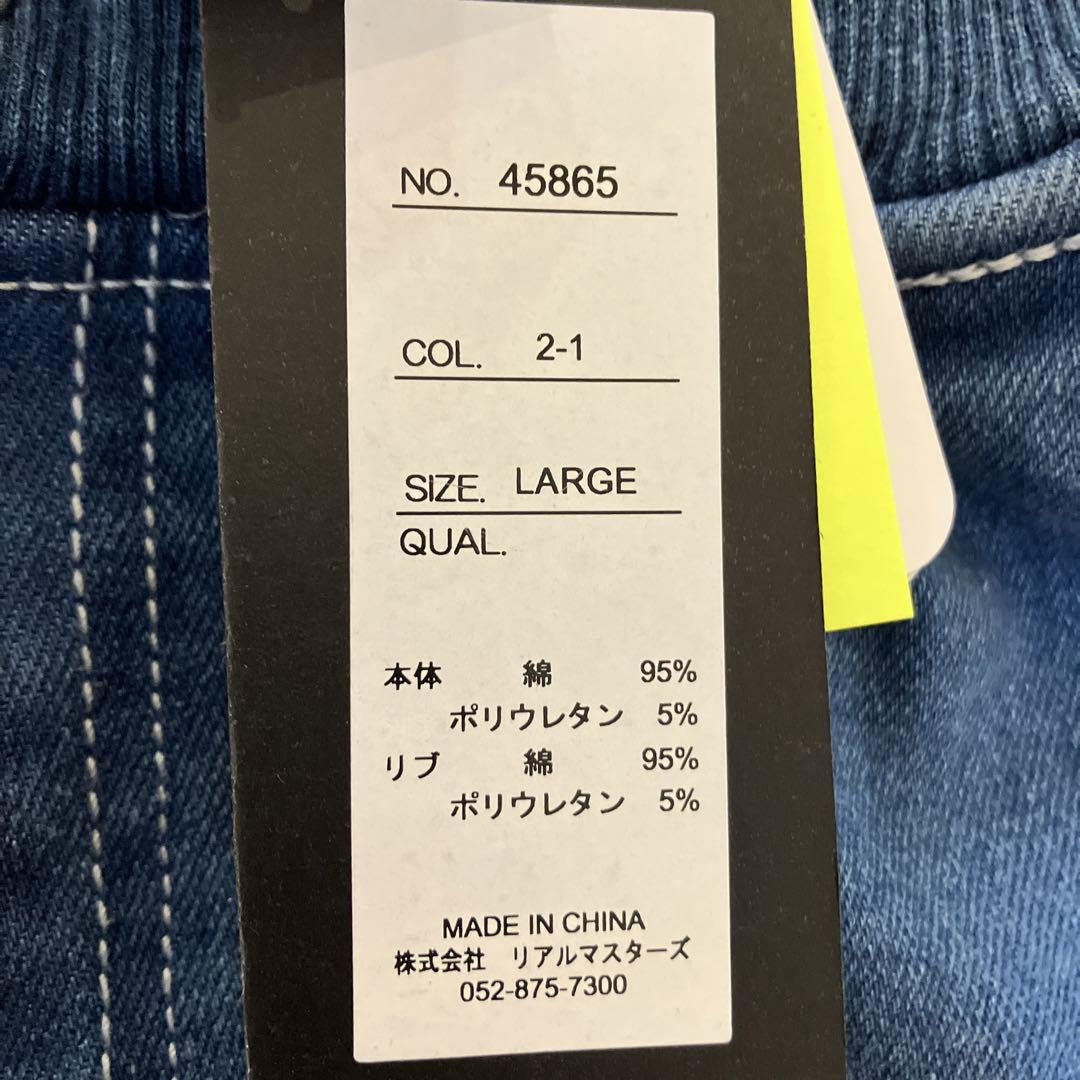 NO. 45865
COL. 2-1
SIZE. LARGE
QUAL.
本体 綿 95%
ポリウレタン 5%
リブ 綿 95%
ポリウレタン 5%
MADE IN CHINA
株式会社 リアルマスターズ
052-875-7300